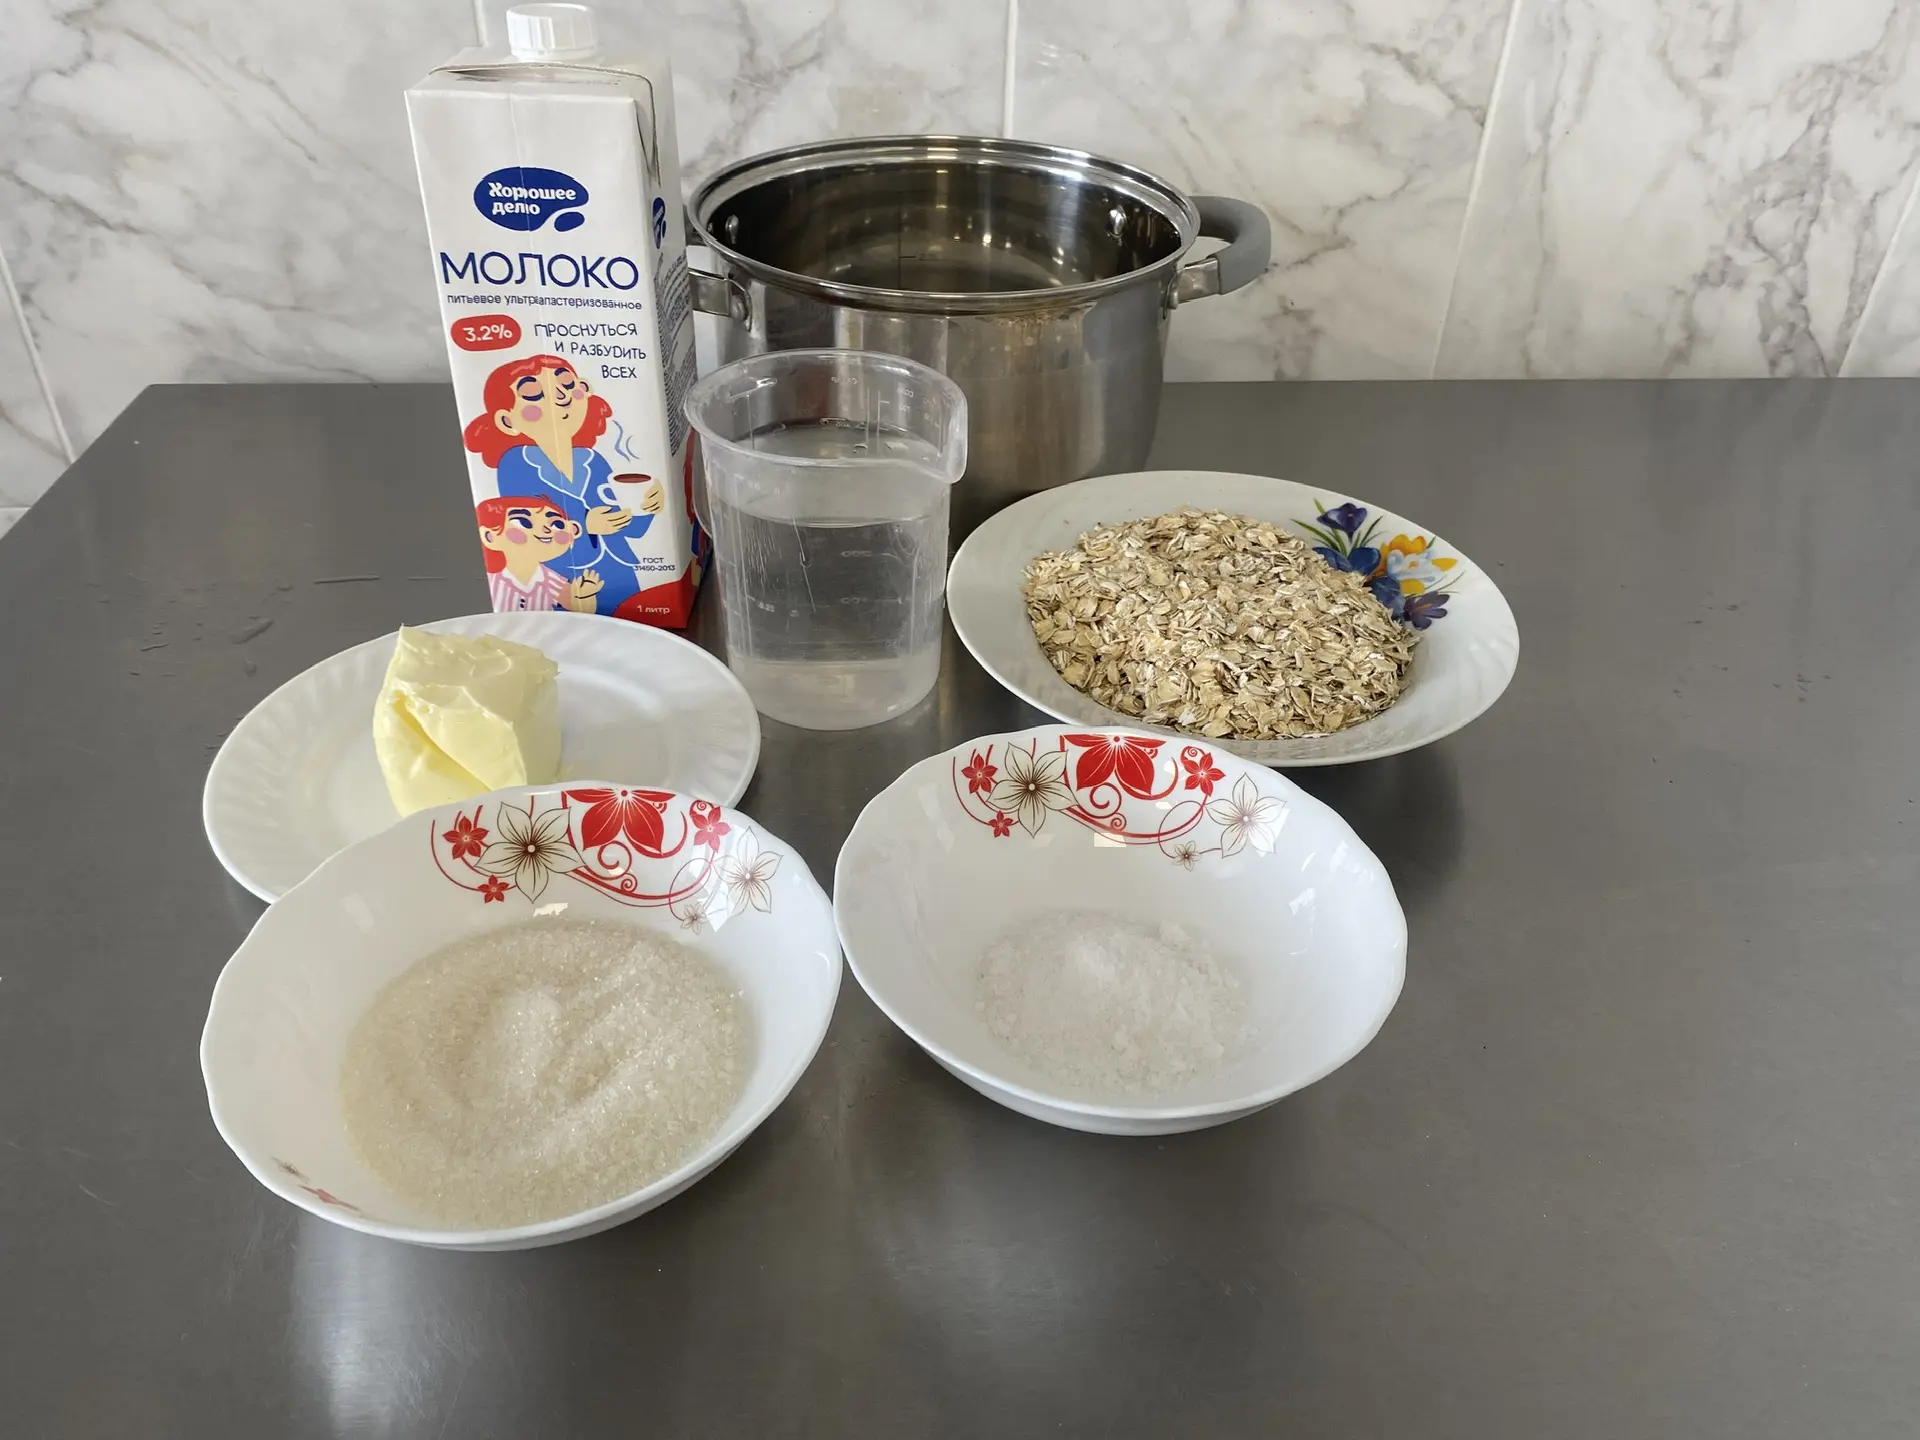 Хорошее
дело
МОЛОКО
питьевое ультрапастеризованное
3.2%
ПРОСНУТЬСЯ
И РАЗБУДИТЬ
ВСЕХ
ГОСТ
31450-2013
1 литр